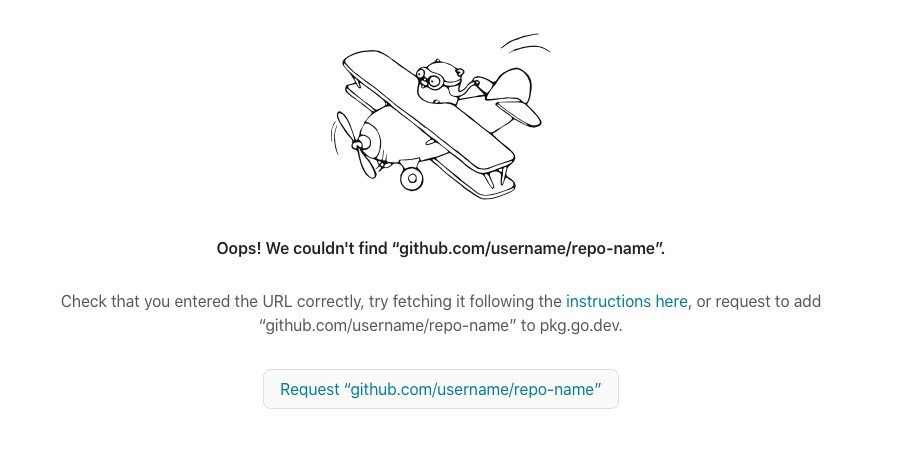 Oops! We couldn't find “github.com/username/repo-name”.
Check that you entered the URL correctly, try fetching it following the instructions here, or request to add
“github.com/username/repo-name” to pkg.go.dev.
Request “github.com/username/repo-name”